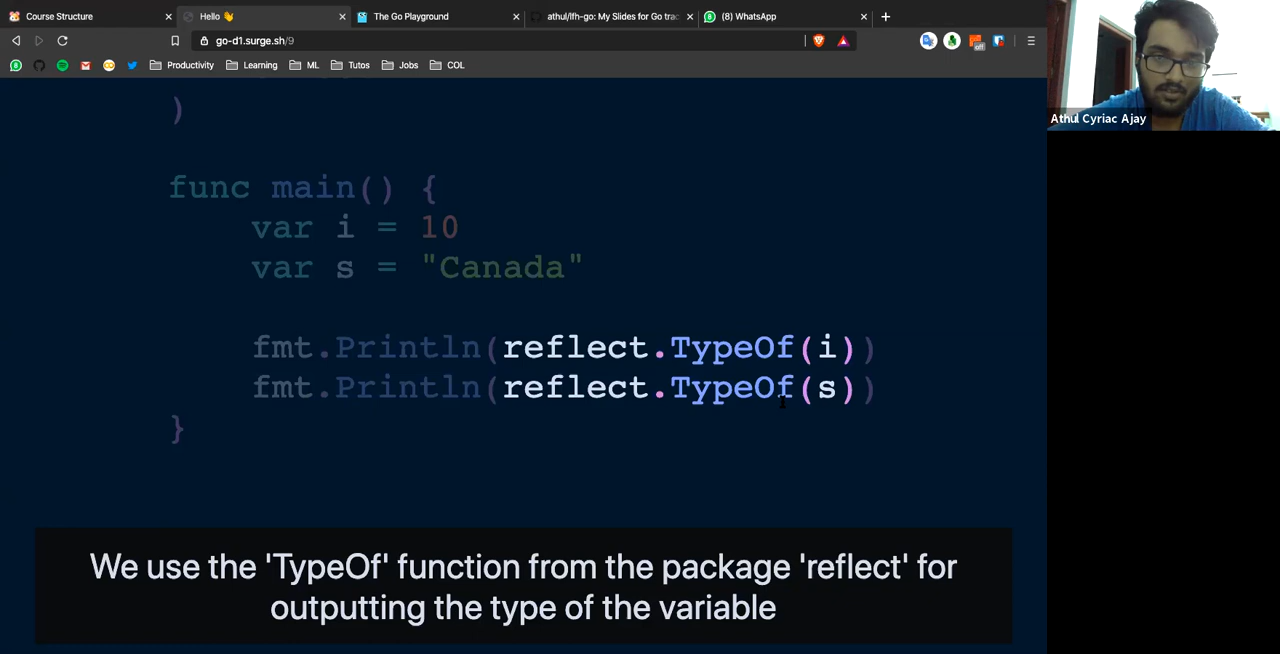 Course Structure
Hello 👋
The Go Playground
athul/lfh-go: My Slides for Go trac
(8) WhatsApp
go-d1.surge.sh/9
off
Productivity
Learning
ML
Tutos
Jobs
COL
Athul Cyriac Ajay
)
func main() {
var i = 10
var s = "Canada"
fmt.Println(reflect.TypeOf(i))
fmt.Println(reflect.TypeOf(s))
}
We use the 'TypeOf' function from the package 'reflect' for
outputting the type of the variable